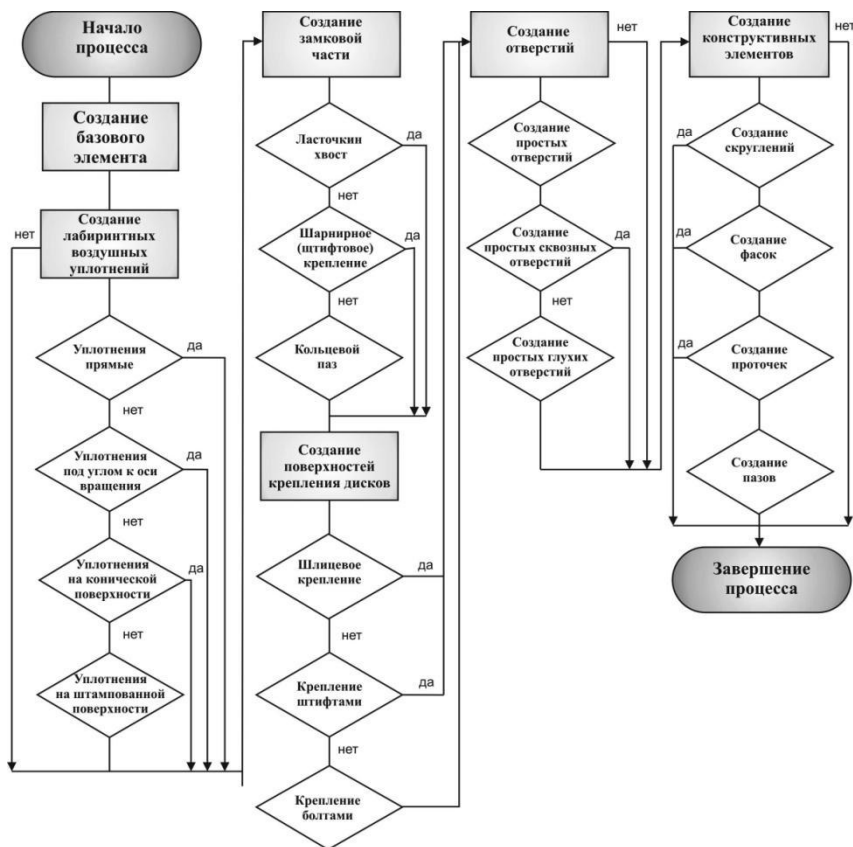 Начало
процесса
Создание
базового
элемента
нет
Создание
лабиринтных
воздушных
уплотнений
Уплотнения
прямые
да
нет
Уплотнения
под углом к оси
вращения
да
нет
Уплотнения
на конической
поверхности
да
нет
Уплотнения
на штампованной
поверхности
Создание
замковой
части
Ласточкин
хвост
да
нет
Шарнирное
(щтифтовое)
крепление
да
нет
Кольцевой
паз
Создание
поверхностей
крепления дисков
Шлицевое
крепление
да
нет
Крепление
штифтами
да
нет
Крепление
болтами
Создание
отверстий
нет
Создание
простых
отверстий
Создание
простых сквозных
отверстий
да
нет
Создание
простых глухих
отверстий
Создание
конструктивных
элементов
нет
да
Создание
скруглений
да
Создание
фасок
да
Создание
проточек
Создание
пазов
Завершение
процесса